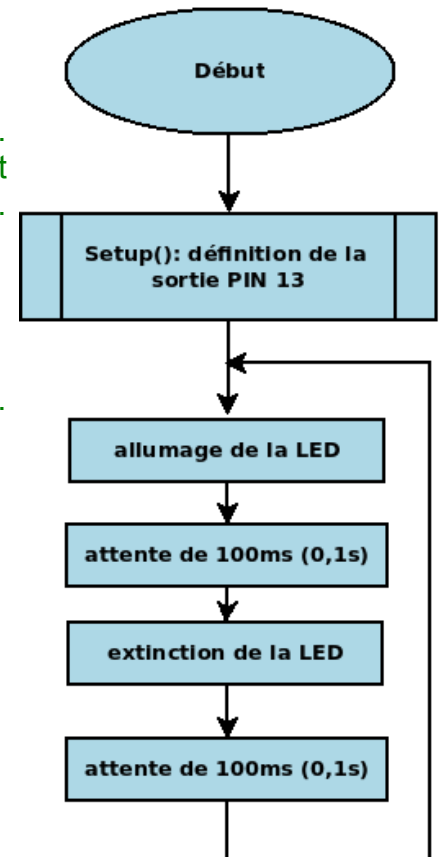 Début
.
t
.
Setup(): définition de la
sortie PIN 13
.
allumage de la LED
attente de 100ms (0,1s)
extinction de la LED
attente de 100ms (0,1s)